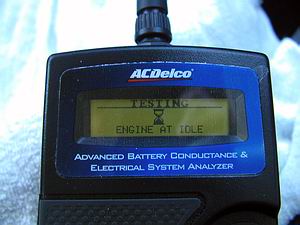 ACDelco
TESTING
ENGINE AT IDLE
ADVANCED BATTERY CONDUCTANCE &
ELECTRICAL SYSTEM ANALYZER